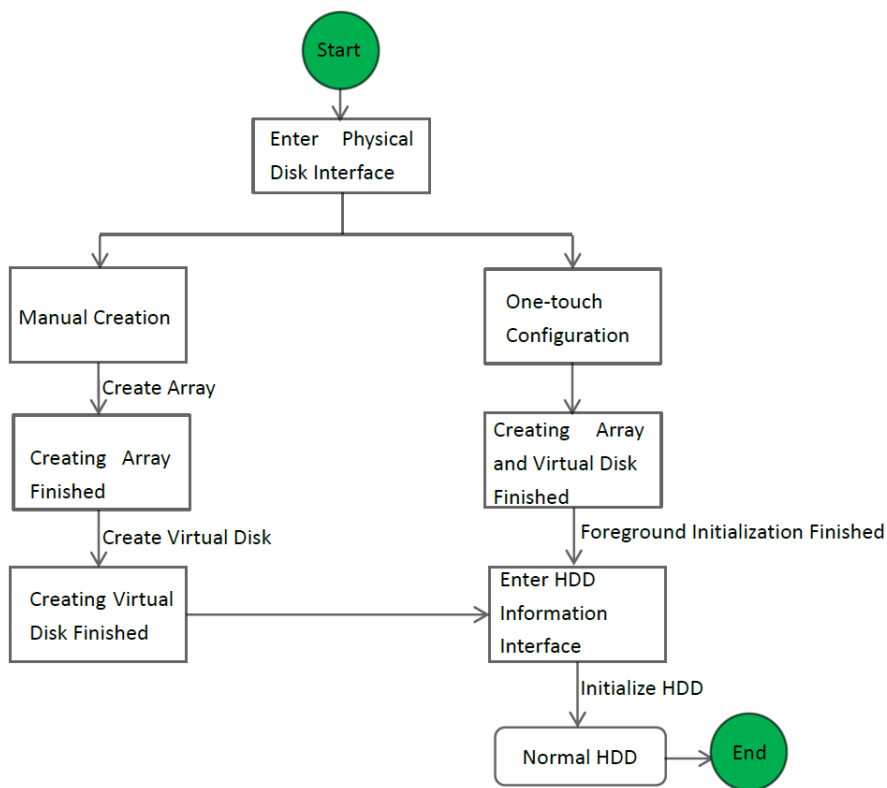 Start
Enter Physical
Disk Interface
Manual Creation
One-touch
Configuration
Create Array
Creating Array
Finished
Creating Array
and Virtual Disk
Finished
Create Virtual Disk
Foreground Initialization Finished
Creating Virtual
Disk Finished
Enter HDD
Information
Interface
Initialize HDD
Normal HDD
End